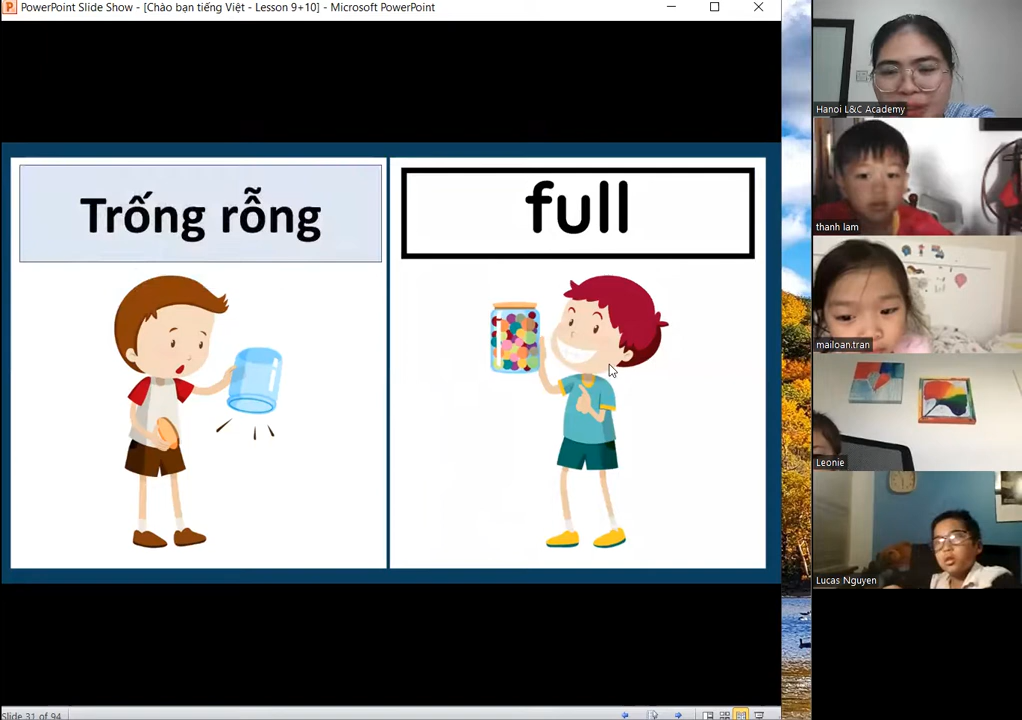 PowerPoint Slide Show - [Chào bạn tiếng Việt - Lesson 9+10] - Microsoft PowerPoint
Trống rỗng
full
Hanoi L&C Academy
thanh lam
mailoan.tran
Leonie
Lucas Nguyen
Slide 31 of 94